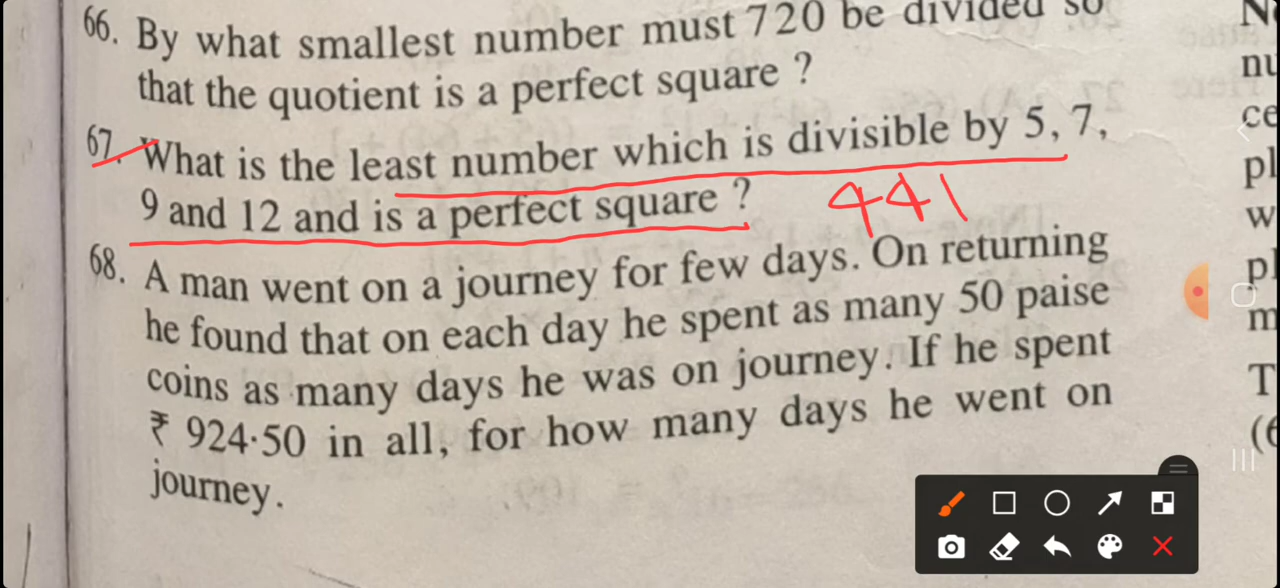 66. By what smallest number must 720 be divided so
that the quotient is a perfect square ?
67. What is the least number which is divisible by 5, 7,
9 and 12 and is a perfect square ?
441
68. A man went on a journey for few days. On returning
he found that on each day he spent as many 50 paise
coins as many days he was on journey. If he spent
₹ 924·50 in all, for how many days he went on
journey.